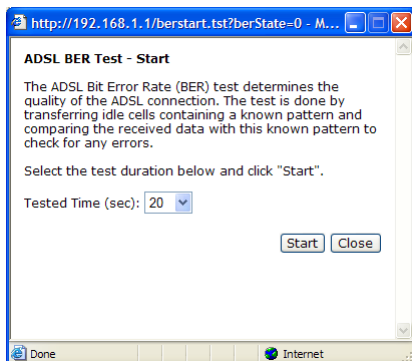 http://192.168.1.1/berstart.tst?berState=0 - M...
ADSL BER Test - Start
The ADSL Bit Error Rate (BER) test determines the
quality of the ADSL connection. The test is done by
transferring idle cells containing a known pattern and
comparing the received data with this known pattern to
check for any errors.
Select the test duration below and click "Start".
Tested Time (sec): 20
Start Close
Done Internet